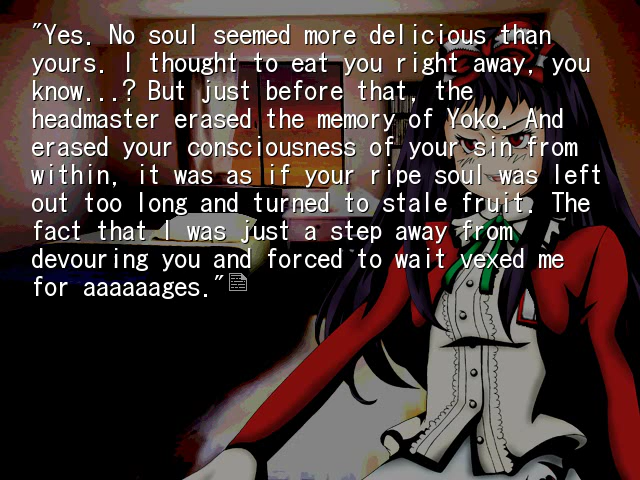 "Yes. No soul seemed more delicious than
yours. I thought to eat you right away, you
know...? But just before that, the
headmaster erased the memory of Yoko. And
erased your consciousness of your sin from
within, it was as if your ripe soul was left
out too long and turned to stale fruit. The
fact that I was just a step away from
devouring you and forced to wait vexed me
for aaaaaages."